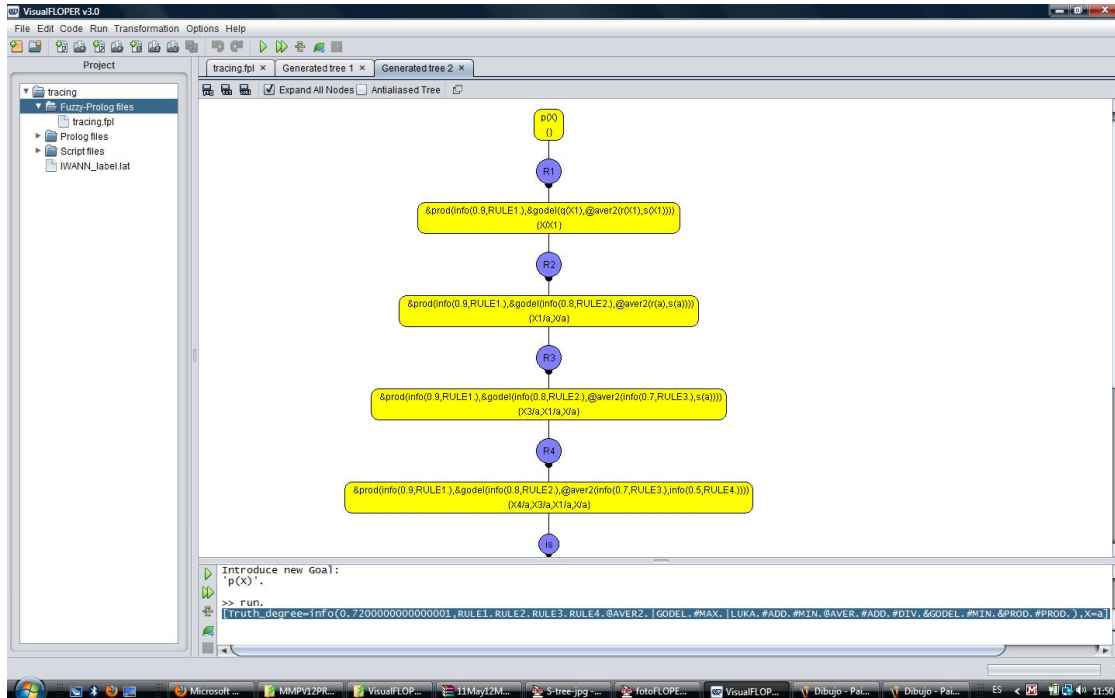 VisualFLOPER v3.0
File Edit Code Run Transformation Options Help
Project
tracing
Fuzzy-Prolog files
tracing.fpl
Prolog files
Script files
IWANN_label.lat
tracing.fpl × Generated tree 1 × Generated tree 2 ×
Expand All Nodes Antialiased Tree
p(X)
{}
R1
&prod(info(0.9,RULE1.),&godel(q(X1),@aver2(r(X1),s(X1))))
{X/X1}
R2
&prod(info(0.9,RULE1.),&godel(info(0.8,RULE2.),@aver2(r(a),s(a))))
{X1/a,X/a}
R3
&prod(info(0.9,RULE1.),&godel(info(0.8,RULE2.),@aver2(info(0.7,RULE3.),s(a))))
{X3/a,X1/a,X/a}
R4
&prod(info(0.9,RULE1.),&godel(info(0.8,RULE2.),@aver2(info(0.7,RULE3.),info(0.5,RULE4.))))
{X4/a,X3/a,X1/a,X/a}
is
Introduce new Goal:
'p(X)'.
>> run.
[Truth_degree=info(0.7200000000000001,RULE1.RULE2.RULE3.RULE4.@AVER2.|GODEL.#MAX.|LUKA.#ADD.#MIN.@AVER.#ADD.#DIV.&GODEL.#MIN.&PROD.#PROD.),X=a]
Microsoft ... MMPV12PR... VisualFLOP... 11May12M... S-tree-jpg -... fotoFLOPE... VisualFLOP... Dibujo - Pai... Dibujo - Pai... ES < M 11:50